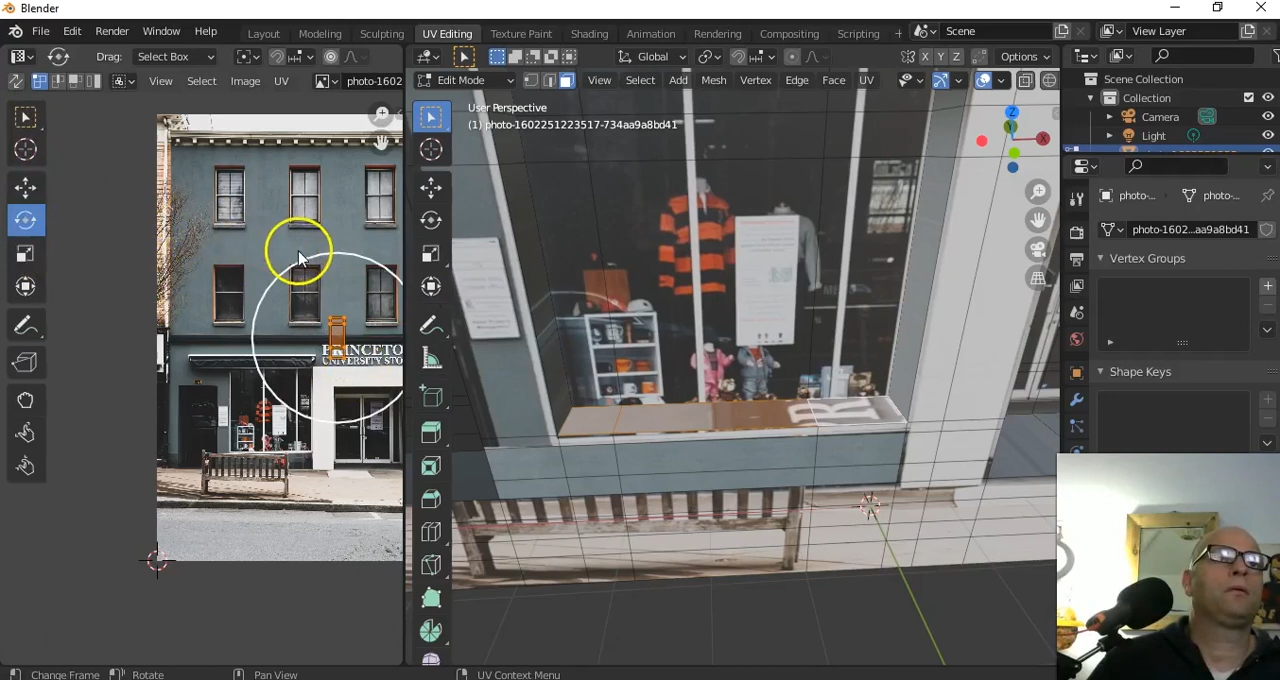 Blender
File Edit Render Window Help Layout Modeling Sculpting UV Editing Texture Paint Shading Animation Rendering Compositing Scripting + Scene View Layer
Drag: Select Box Global X Y Z Options
View Select Image UV photo-1602 Edit Mode View Select Add Mesh Vertex Edge Face UV
User Perspective
(1) photo-1602251223517-734aa9a8bd41
Scene Collection
Collection
Camera
Light
photo-... photo-...
photo-1602...aa9a8bd41
Vertex Groups
Shape Keys
Z
X
PRINCETO
UNIVERSITY STO
R
Change Frame Rotate Pan View UV Context Menu